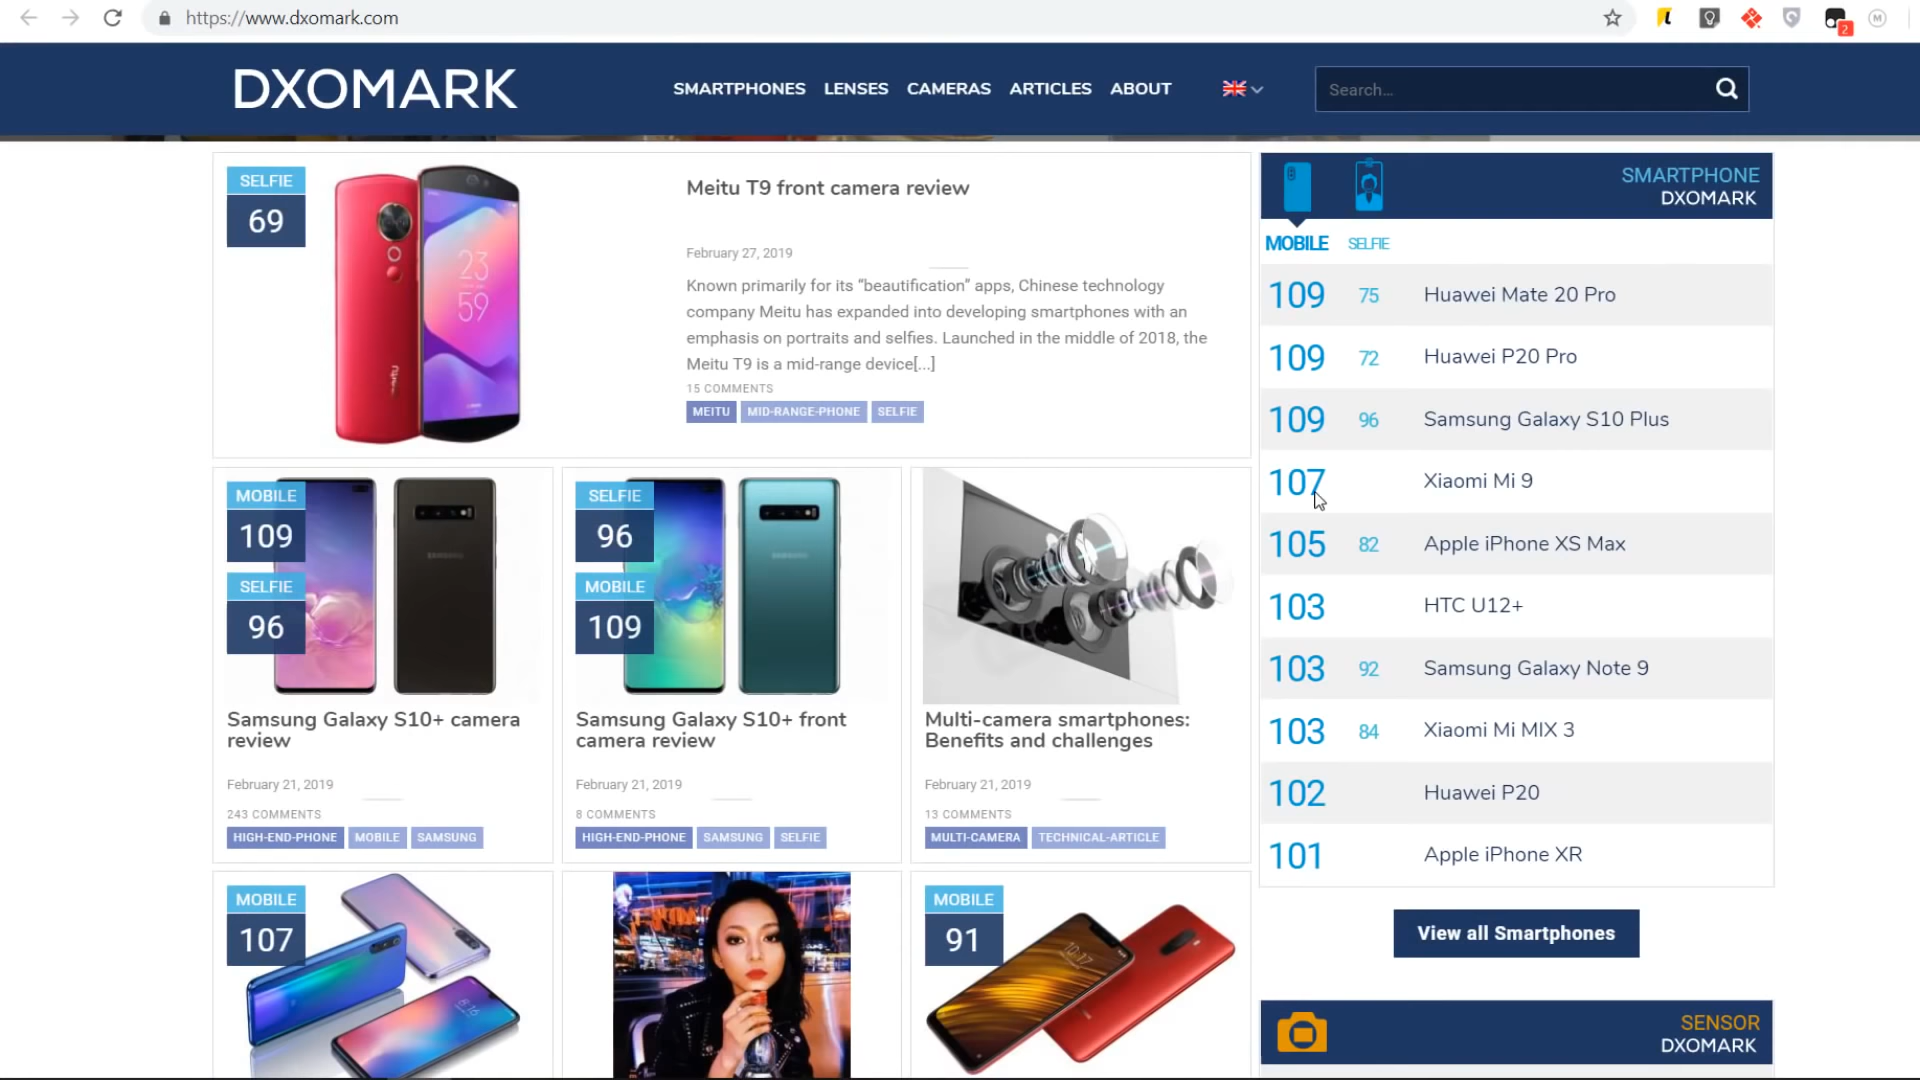 https://www.dxomark.com
2
M
DXOMARK
SMARTPHONES
LENSES
CAMERAS
ARTICLES
ABOUT
Search...
SELFIE
69
23
59
Meitu T9 front camera review
February 27, 2019
Known primarily for its “beautification” apps, Chinese technology
company Meitu has expanded into developing smartphones with an
emphasis on portraits and selfies. Launched in the middle of 2018, the
Meitu T9 is a mid-range device[...]
15 COMMENTS
MEITU
MID-RANGE-PHONE
SELFIE
MOBILE
109
SELFIE
96
SAMSUNG
Samsung Galaxy S10+ camera
review
February 21, 2019
243 COMMENTS
HIGH-END-PHONE
MOBILE
SAMSUNG
SELFIE
96
MOBILE
109
SAMSUNG
Samsung Galaxy S10+ front
camera review
February 21, 2019
8 COMMENTS
HIGH-END-PHONE
SAMSUNG
SELFIE
Multi-camera smartphones:
Benefits and challenges
February 21, 2019
13 COMMENTS
MULTI-CAMERA
TECHNICAL-ARTICLE
MOBILE
107
8:16
MOBILE
91
10:17
SMARTPHONE
DXOMARK
MOBILE SELFIE
109 75 Huawei Mate 20 Pro
109 72 Huawei P20 Pro
109 96 Samsung Galaxy S10 Plus
107 Xiaomi Mi 9
105 82 Apple iPhone XS Max
103 HTC U12+
103 92 Samsung Galaxy Note 9
103 84 Xiaomi Mi MIX 3
102 Huawei P20
101 Apple iPhone XR
View all Smartphones
SENSOR
DXOMARK